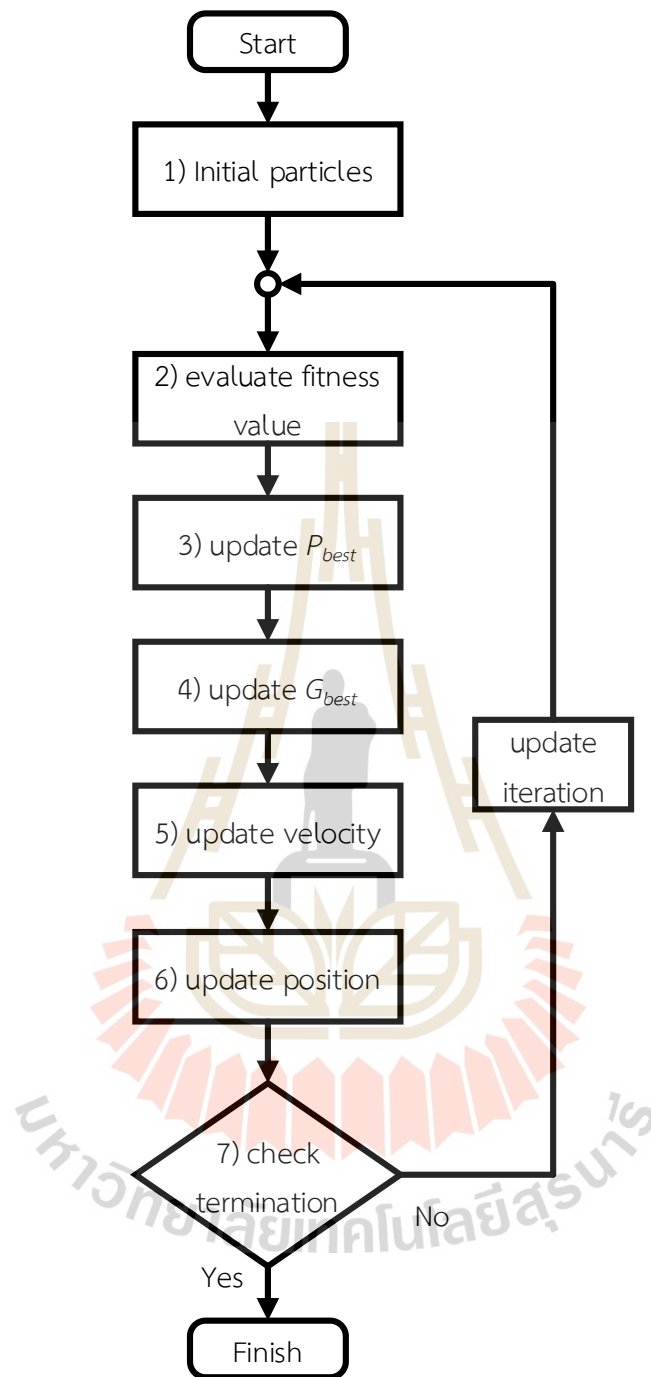 Start
1) Initial particles
2) evaluate fitness
value
3) update P_best
4) update G_best
update
iteration
5) update velocity
6) update position
7) check
termination
No
Yes
Finish
มหาวิทยาลัยเทคโนโลยีสุรนารี